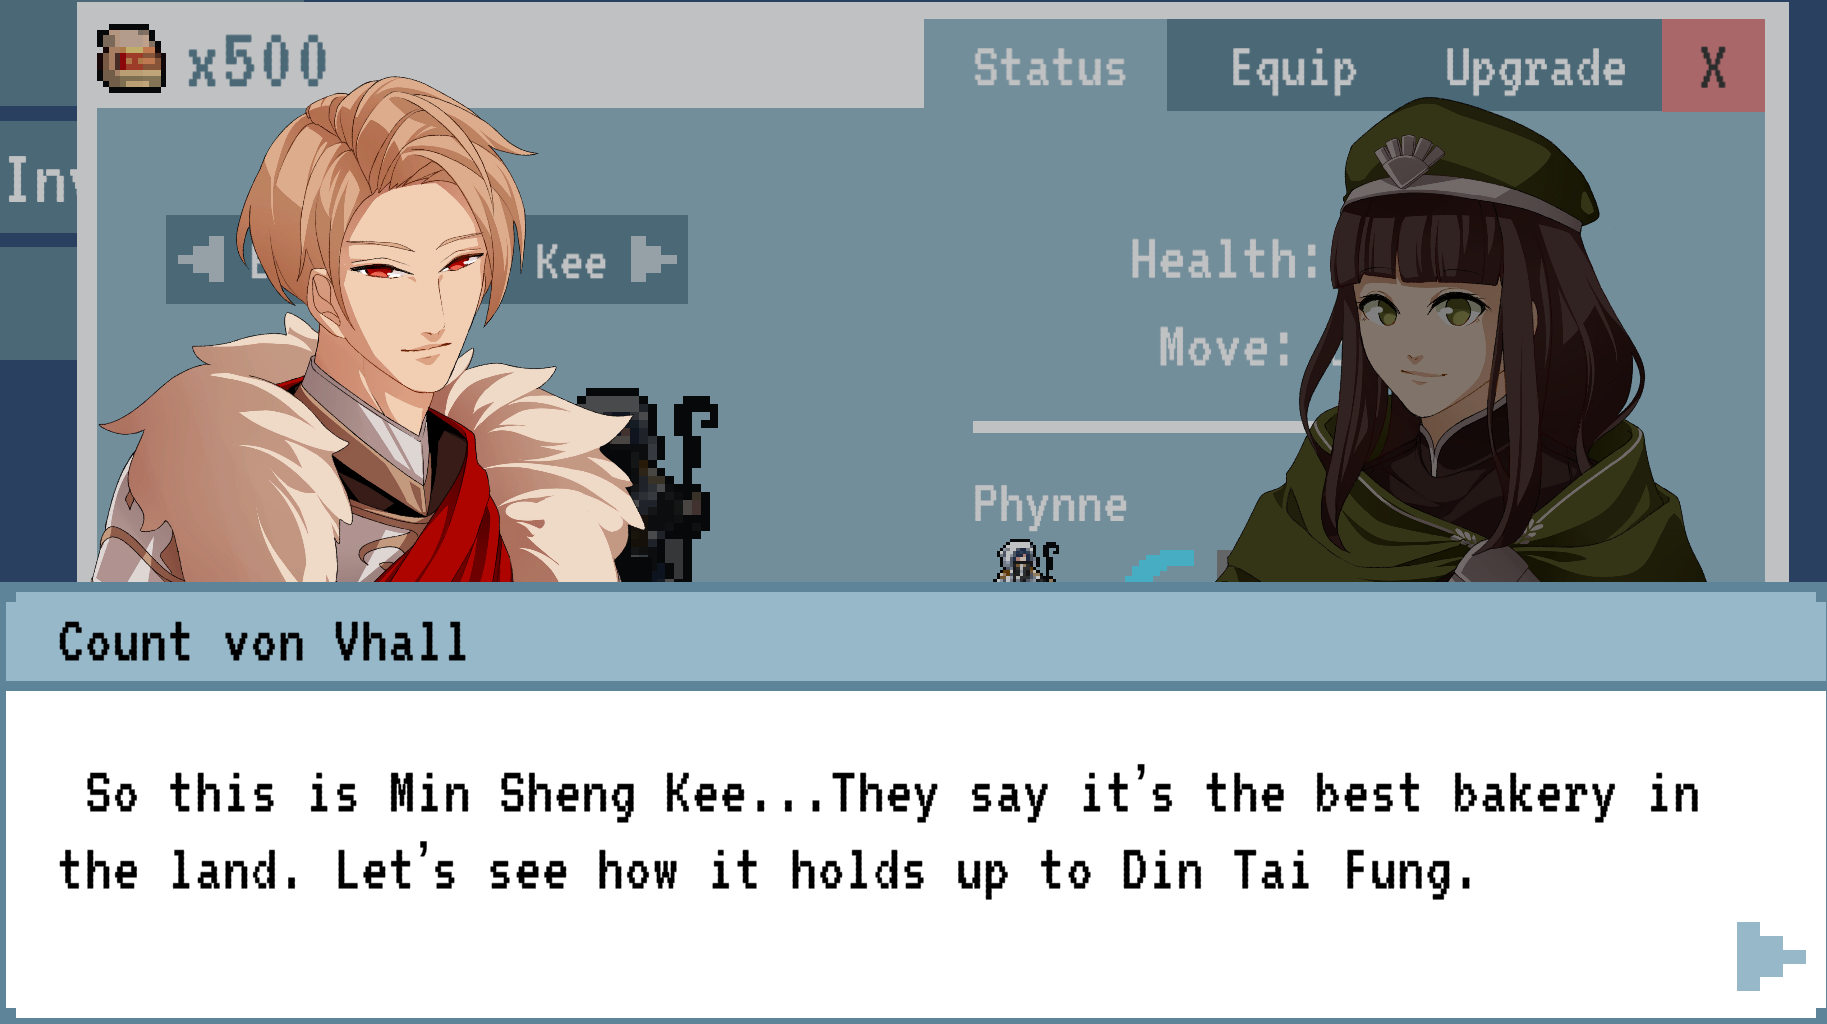 x500
Status
Equip
Upgrade
X
Kee
Health:
Move:
Phynne
Count von Vhall
So this is Min Sheng Kee...They say it's the best bakery in
the land. Let's see how it holds up to Din Tai Fung.